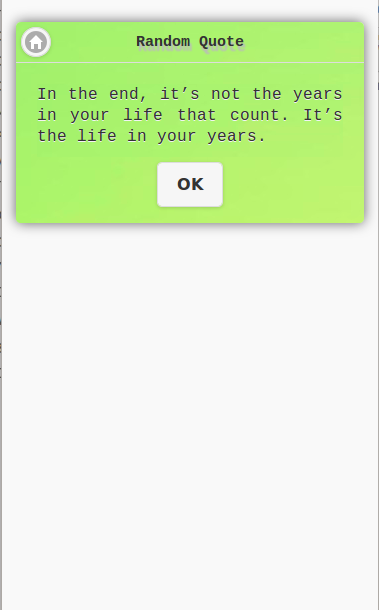 Random Quote
In the end, it’s not the years
in your life that count. It’s
the life in your years.
OK